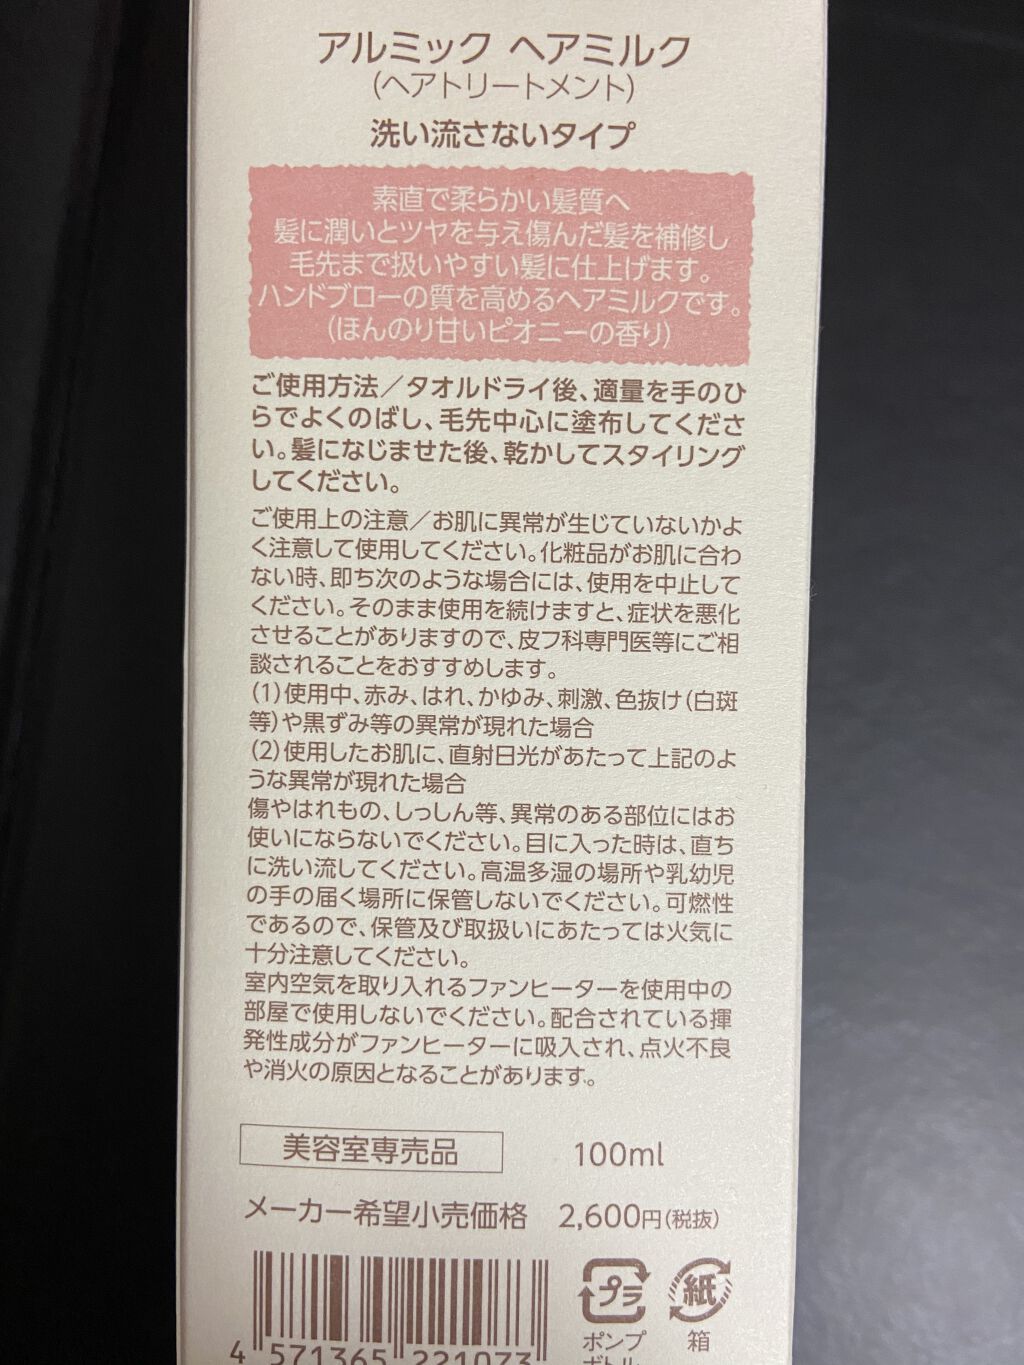 アルミック ヘアミルク
(ヘアトリートメント)
洗い流さないタイプ
素直で柔らかい髪質へ
髪に潤いとツヤを与え傷んだ髪を補修し
毛先まで扱いやすい髪に仕上げます。
ハンドブローの質を高めるヘアミルクです。
(ほんのり甘いピオニーの香り)
ご使用方法/タオルドライ後、適量を手のひ
らでよくのばし、毛先中心に塗布してくださ
い。髪になじませた後、乾かしてスタイリング
してください。
ご使用上の注意/お肌に異常が生じていないかよ
く注意して使用してください。化粧品がお肌に合わ
ない時、即ち次のような場合には、使用を中止して
ください。そのまま使用を続けますと、症状を悪化
させることがありますので、皮フ科専門医等にご相
談されることをおすすめします。
(1)使用中、赤み、はれ、かゆみ、刺激、色抜け(白斑
等)や黒ずみ等の異常が現れた場合
(2)使用したお肌に、直射日光があたって上記のよ
うな異常が現れた場合
傷やはれもの、しっしん等、異常のある部位にはお
使いにならないでください。目に入った時は、直ち
に洗い流してください。高温多湿の場所や乳幼児
の手の届く場所に保管しないでください。可燃性
であるので、保管及び取扱いにあたっては火気に
十分注意してください。
室内空気を取り入れるファンヒーターを使用中の
部屋で使用しないでください。配合されている揮
発性成分がファンヒーターに吸入され、点火不良
や消火の原因となることがあります。
美容室専売品 100ml
メーカー希望小売価格 2,600円(税抜)
プラ 紙
ポンプ 箱
ボトル
4 571365 221073